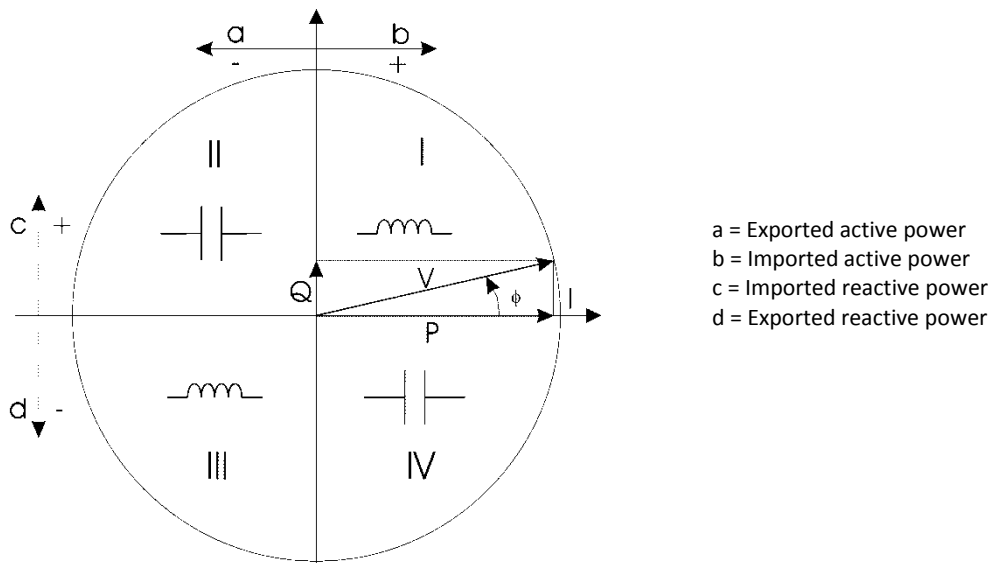 a b
- +
II I
c +
Q V ϕ I
P
d -
III IV
a = Exported active power
b = Imported active power
c = Imported reactive power
d = Exported reactive power